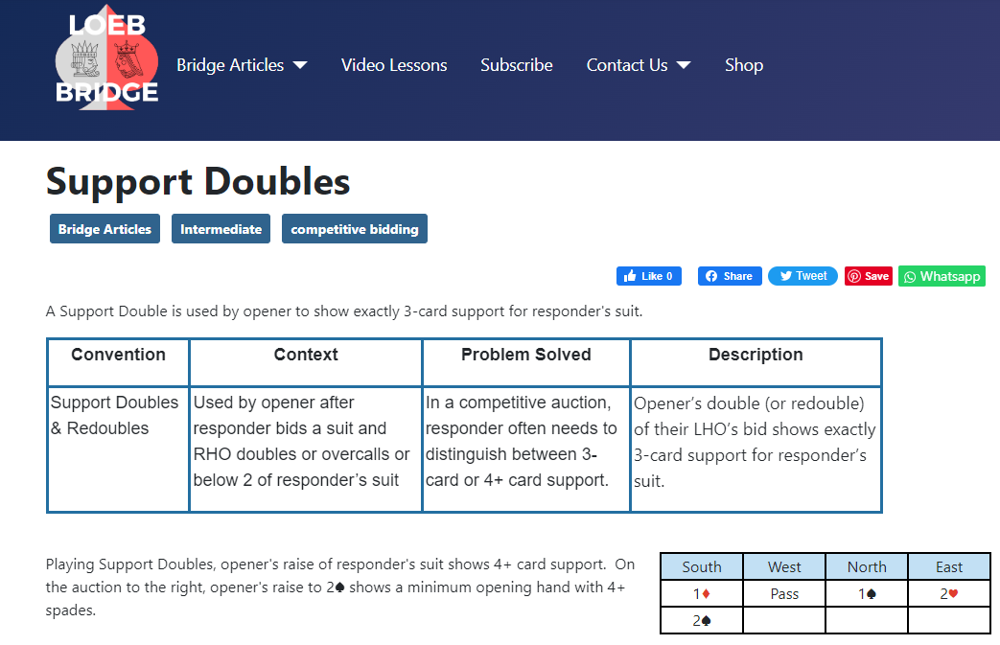 LOEB
BRIDGE
Bridge Articles
Video Lessons
Subscribe
Contact Us
Shop
Support Doubles
Bridge Articles
Intermediate
competitive bidding
Like 0
Share
Tweet
Save
Whatsapp
A Support Double is used by opener to show exactly 3-card support for responder's suit.
Convention
Context
Problem Solved
Description
Support Doubles
& Redoubles
Used by opener after
responder bids a suit and
RHO doubles or overcalls or
below 2 of responder's suit
In a competitive auction,
responder often needs to
distinguish between 3-
card or 4+ card support.
Opener's double (or redouble)
of their LHO's bid shows exactly
3-card support for responder's
suit.
Playing Support Doubles, opener's raise of responder's suit shows 4+ card support. On
the auction to the right, opener's raise to 2♠ shows a minimum opening hand with 4+
spades.
South West North East
1♦ Pass 1♠ 2♥
2♠